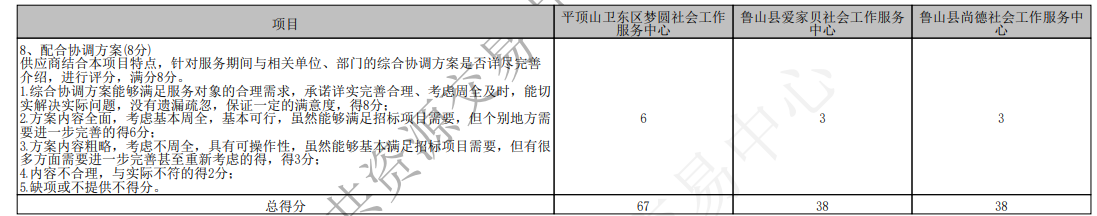 项目
平顶山卫东区梦圆社会工作
服务中心
鲁山县爱家贝社会工作服务
中心
鲁山县尚德社会工作服务中
心
8、配合协调方案(8分)
供应商结合本项目特点，针对服务期间与相关单位、部门的综合协调方案是否详尽完善
介绍，进行评分，满分8分。
1.综合协调方案能够满足服务对象的合理需求，承诺详实完善合理、考虑周全及时，能切
实解决实际问题，没有遗漏疏忽，保证一定的满意度，得8分；
2.方案内容全面，考虑基本周全，基本可行，虽然能够满足招标项目需要，但个别地方需
要进一步完善的得6分；
3.方案内容粗略，考虑不周全，具有可操作性，虽然能够基本满足招标项目需要，但有很
多方面需要进一步完善甚至重新考虑的得，得3分；
4.内容不合理，与实际不符的得2分；
5.缺项或不提供不得分。
6
3
3
总得分
67
38
38
共资源交易
易中心